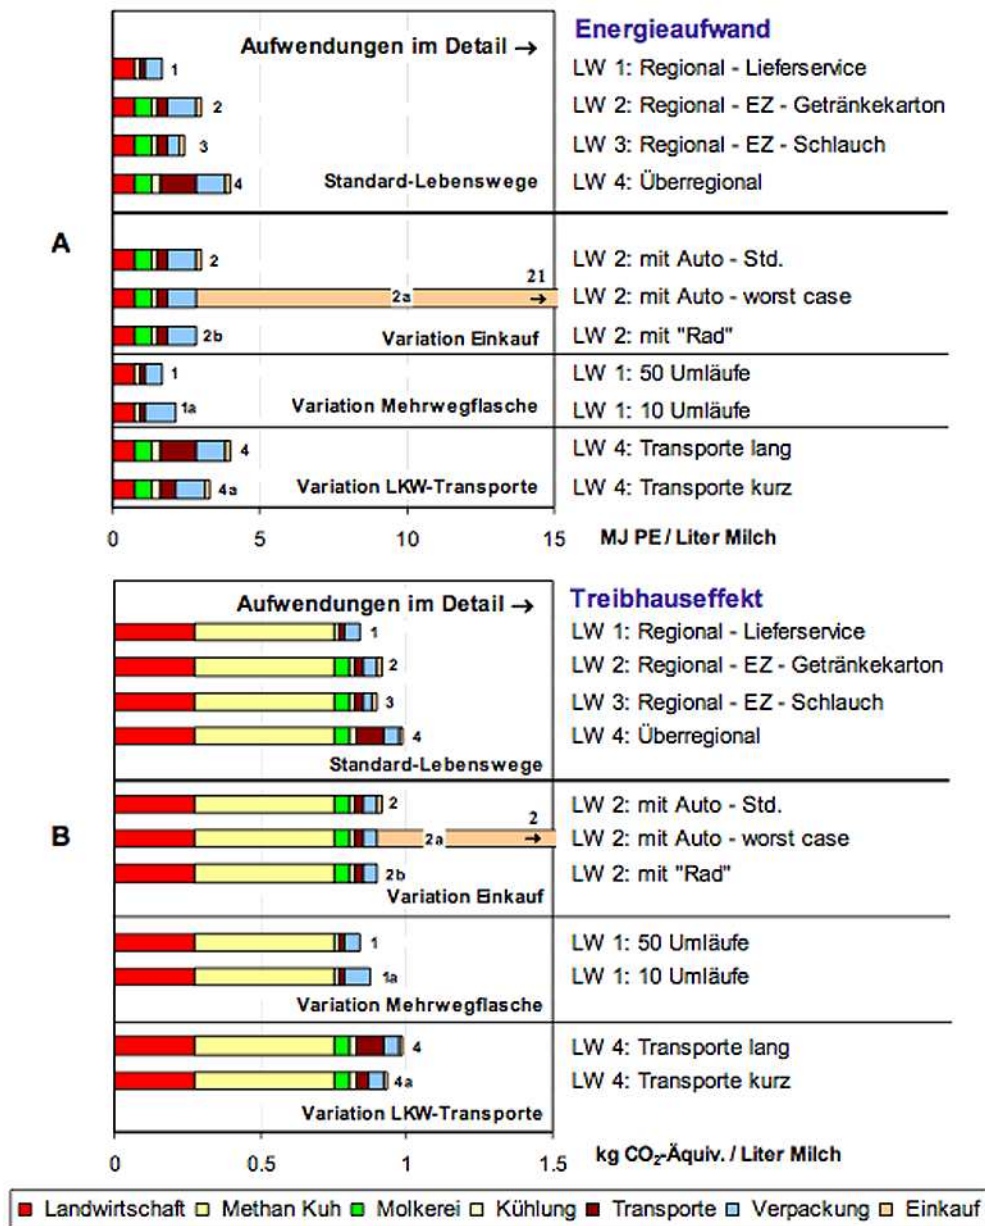 Aufwendungen im Detail → Energieaufwand
1 LW 1: Regional - Lieferservice
2 LW 2: Regional - EZ - Getränkekarton
3 LW 3: Regional - EZ - Schlauch
4 Standard-Lebenswege LW 4: Überregional
A
2 LW 2: mit Auto - Std.
21
2a → LW 2: mit Auto - worst case
2b Variation Einkauf LW 2: mit "Rad"
1 LW 1: 50 Umläufe
1a Variation Mehrwegflasche LW 1: 10 Umläufe
4 LW 4: Transporte lang
4a Variation LKW-Transporte LW 4: Transporte kurz
0 5 10 15 MJ PE / Liter Milch
Aufwendungen im Detail → Treibhauseffekt
1 LW 1: Regional - Lieferservice
2 LW 2: Regional - EZ - Getränkekarton
3 LW 3: Regional - EZ - Schlauch
4 LW 4: Überregional
Standard-Lebenswege
2 LW 2: mit Auto - Std.
2
B 2a → LW 2: mit Auto - worst case
2b LW 2: mit "Rad"
Variation Einkauf
1 LW 1: 50 Umläufe
1a LW 1: 10 Umläufe
Variation Mehrwegflasche
4 LW 4: Transporte lang
4a LW 4: Transporte kurz
Variation LKW-Transporte
0 0.5 1 1.5 kg CO₂-Äquiv. / Liter Milch
Landwirtschaft Methan Kuh Molkerei Kühlung Transporte Verpackung Einkauf